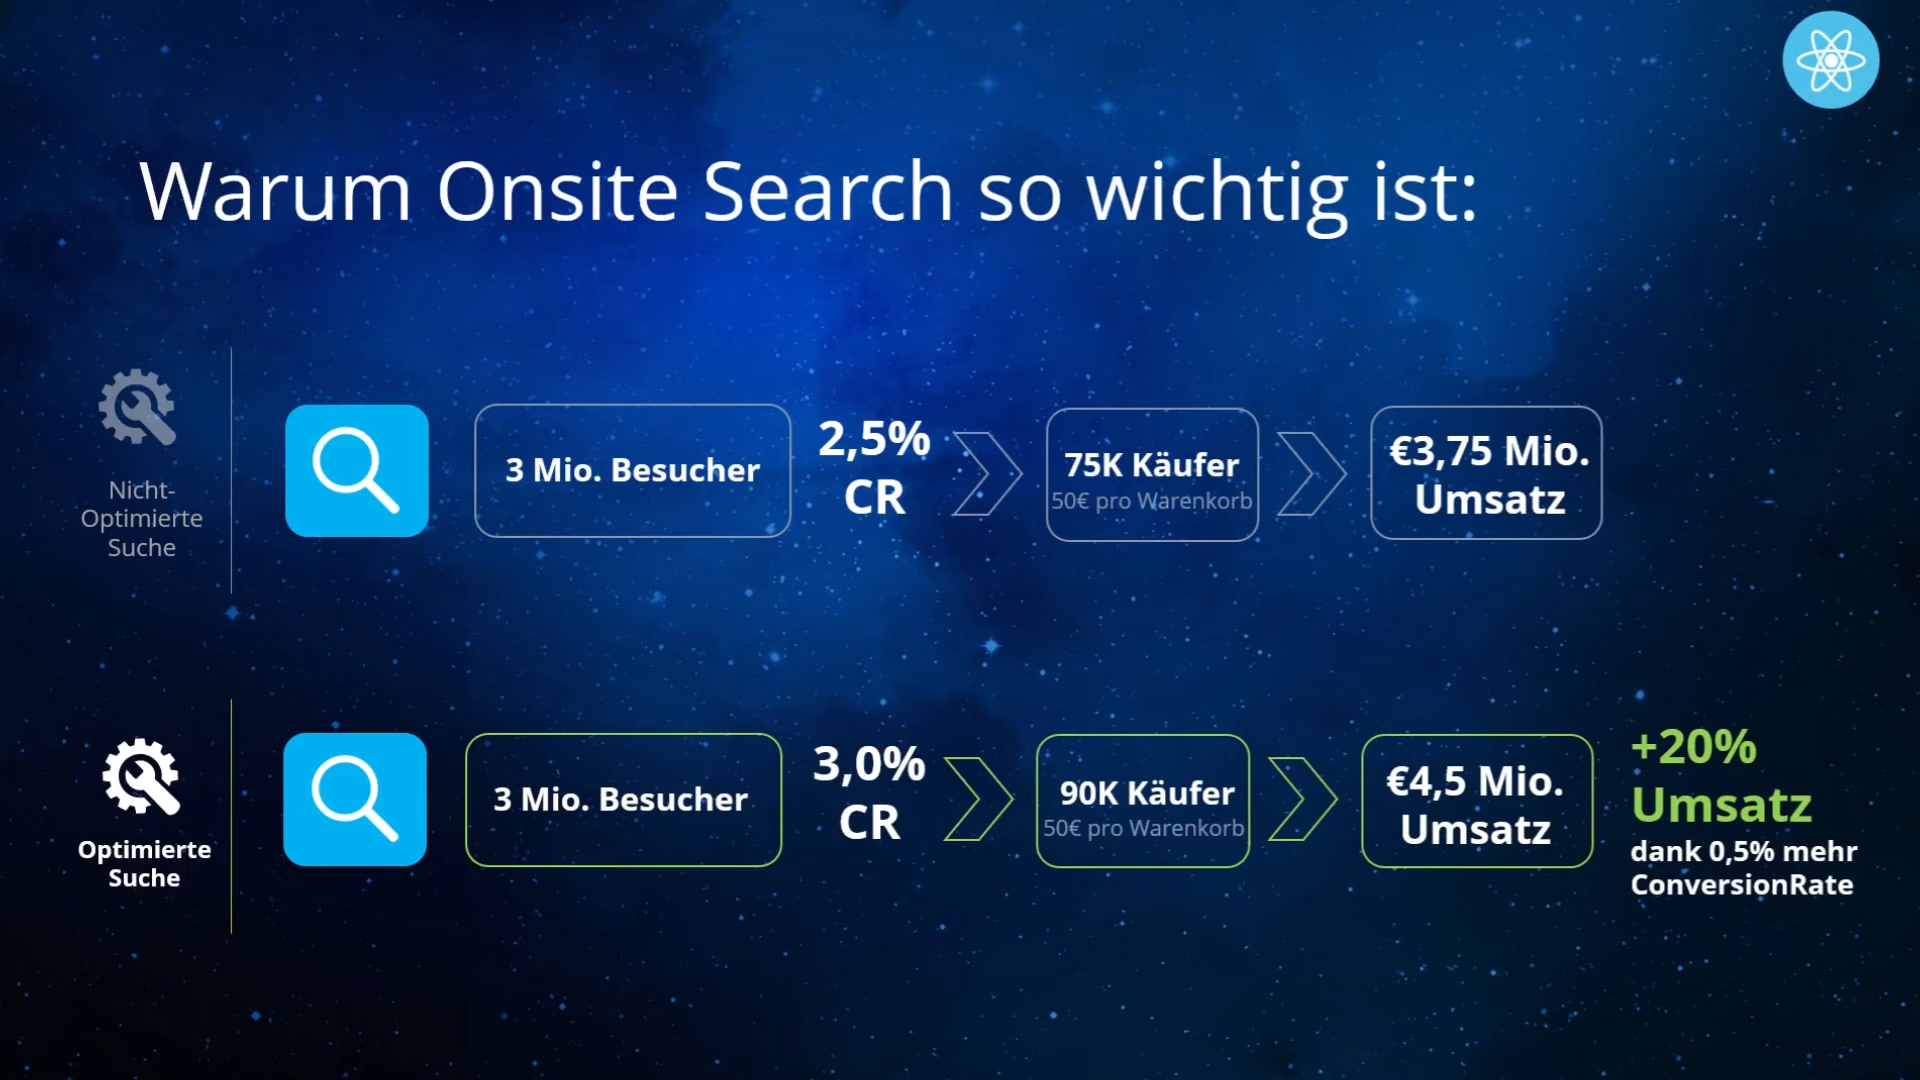 Warum Onsite Search so wichtig ist:
Nicht-
Optimierte
Suche
3 Mio. Besucher
2,5%
CR
75K Käufer
50€ pro Warenkorb
€3,75 Mio.
Umsatz
Optimierte
Suche
3 Mio. Besucher
3,0%
CR
90K Käufer
50€ pro Warenkorb
€4,5 Mio.
Umsatz
+20%
Umsatz
dank 0,5% mehr
ConversionRate